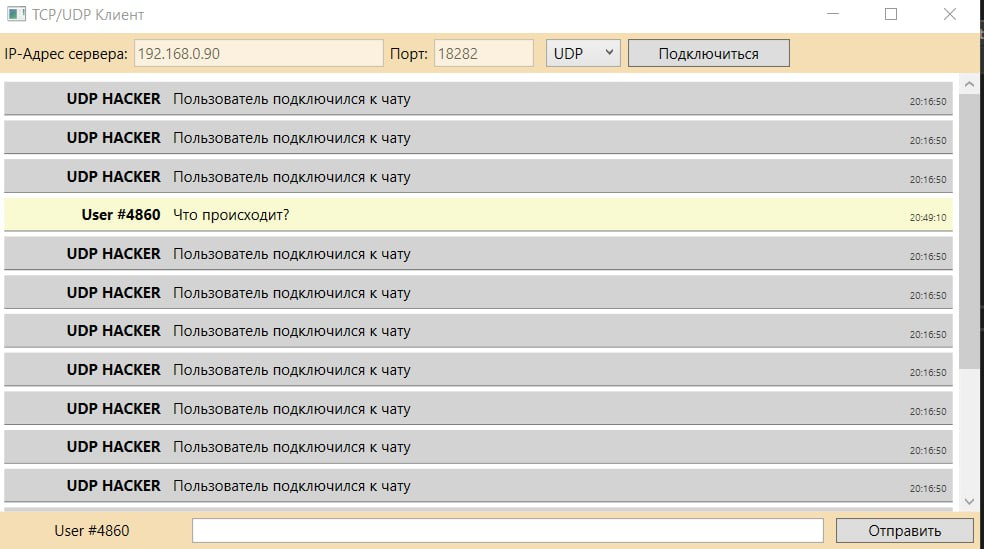 TCP/UDP Клиент
IP-Адрес сервера: 192.168.0.90 Порт: 18282 UDP Подключиться
UDP HACKER Пользователь подключился к чату 20:16:50
UDP HACKER Пользователь подключился к чату 20:16:50
UDP HACKER Пользователь подключился к чату 20:16:50
User #4860 Что происходит? 20:49:10
UDP HACKER Пользователь подключился к чату 20:16:50
UDP HACKER Пользователь подключился к чату 20:16:50
UDP HACKER Пользователь подключился к чату 20:16:50
UDP HACKER Пользователь подключился к чату 20:16:50
UDP HACKER Пользователь подключился к чату 20:16:50
UDP HACKER Пользователь подключился к чату 20:16:50
UDP HACKER Пользователь подключился к чату 20:16:50
User #4860 Отправить